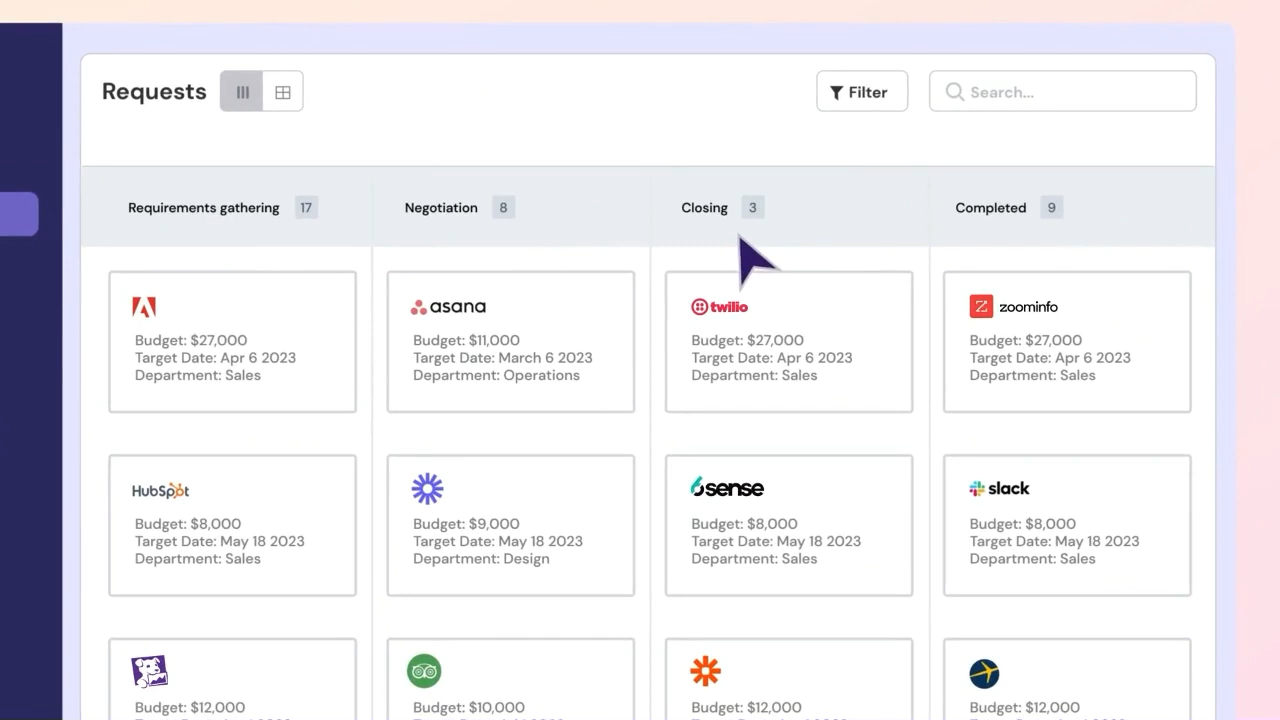 Requests
Filter
Search...
Requirements gathering 17
Negotiation 8
Closing 3
Completed 9
Budget: $27,000
Target Date: Apr 6 2023
Department: Sales
asana
Budget: $11,000
Target Date: March 6 2023
Department: Operations
twilio
Budget: $27,000
Target Date: Apr 6 2023
Department: Sales
zoominfo
Budget: $27,000
Target Date: Apr 6 2023
Department: Sales
HubSpot
Budget: $8,000
Target Date: May 18 2023
Department: Sales
Budget: $9,000
Target Date: May 18 2023
Department: Design
6sense
Budget: $8,000
Target Date: May 18 2023
Department: Sales
slack
Budget: $8,000
Target Date: May 18 2023
Department: Sales
Budget: $12,000
Budget: $10,000
Budget: $12,000
Budget: $12,000